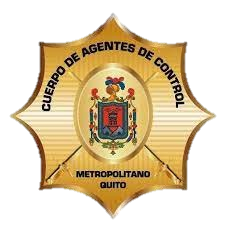 CUERPO DE AGENTES DE CONTROL
METROPOLITANO
QUITO